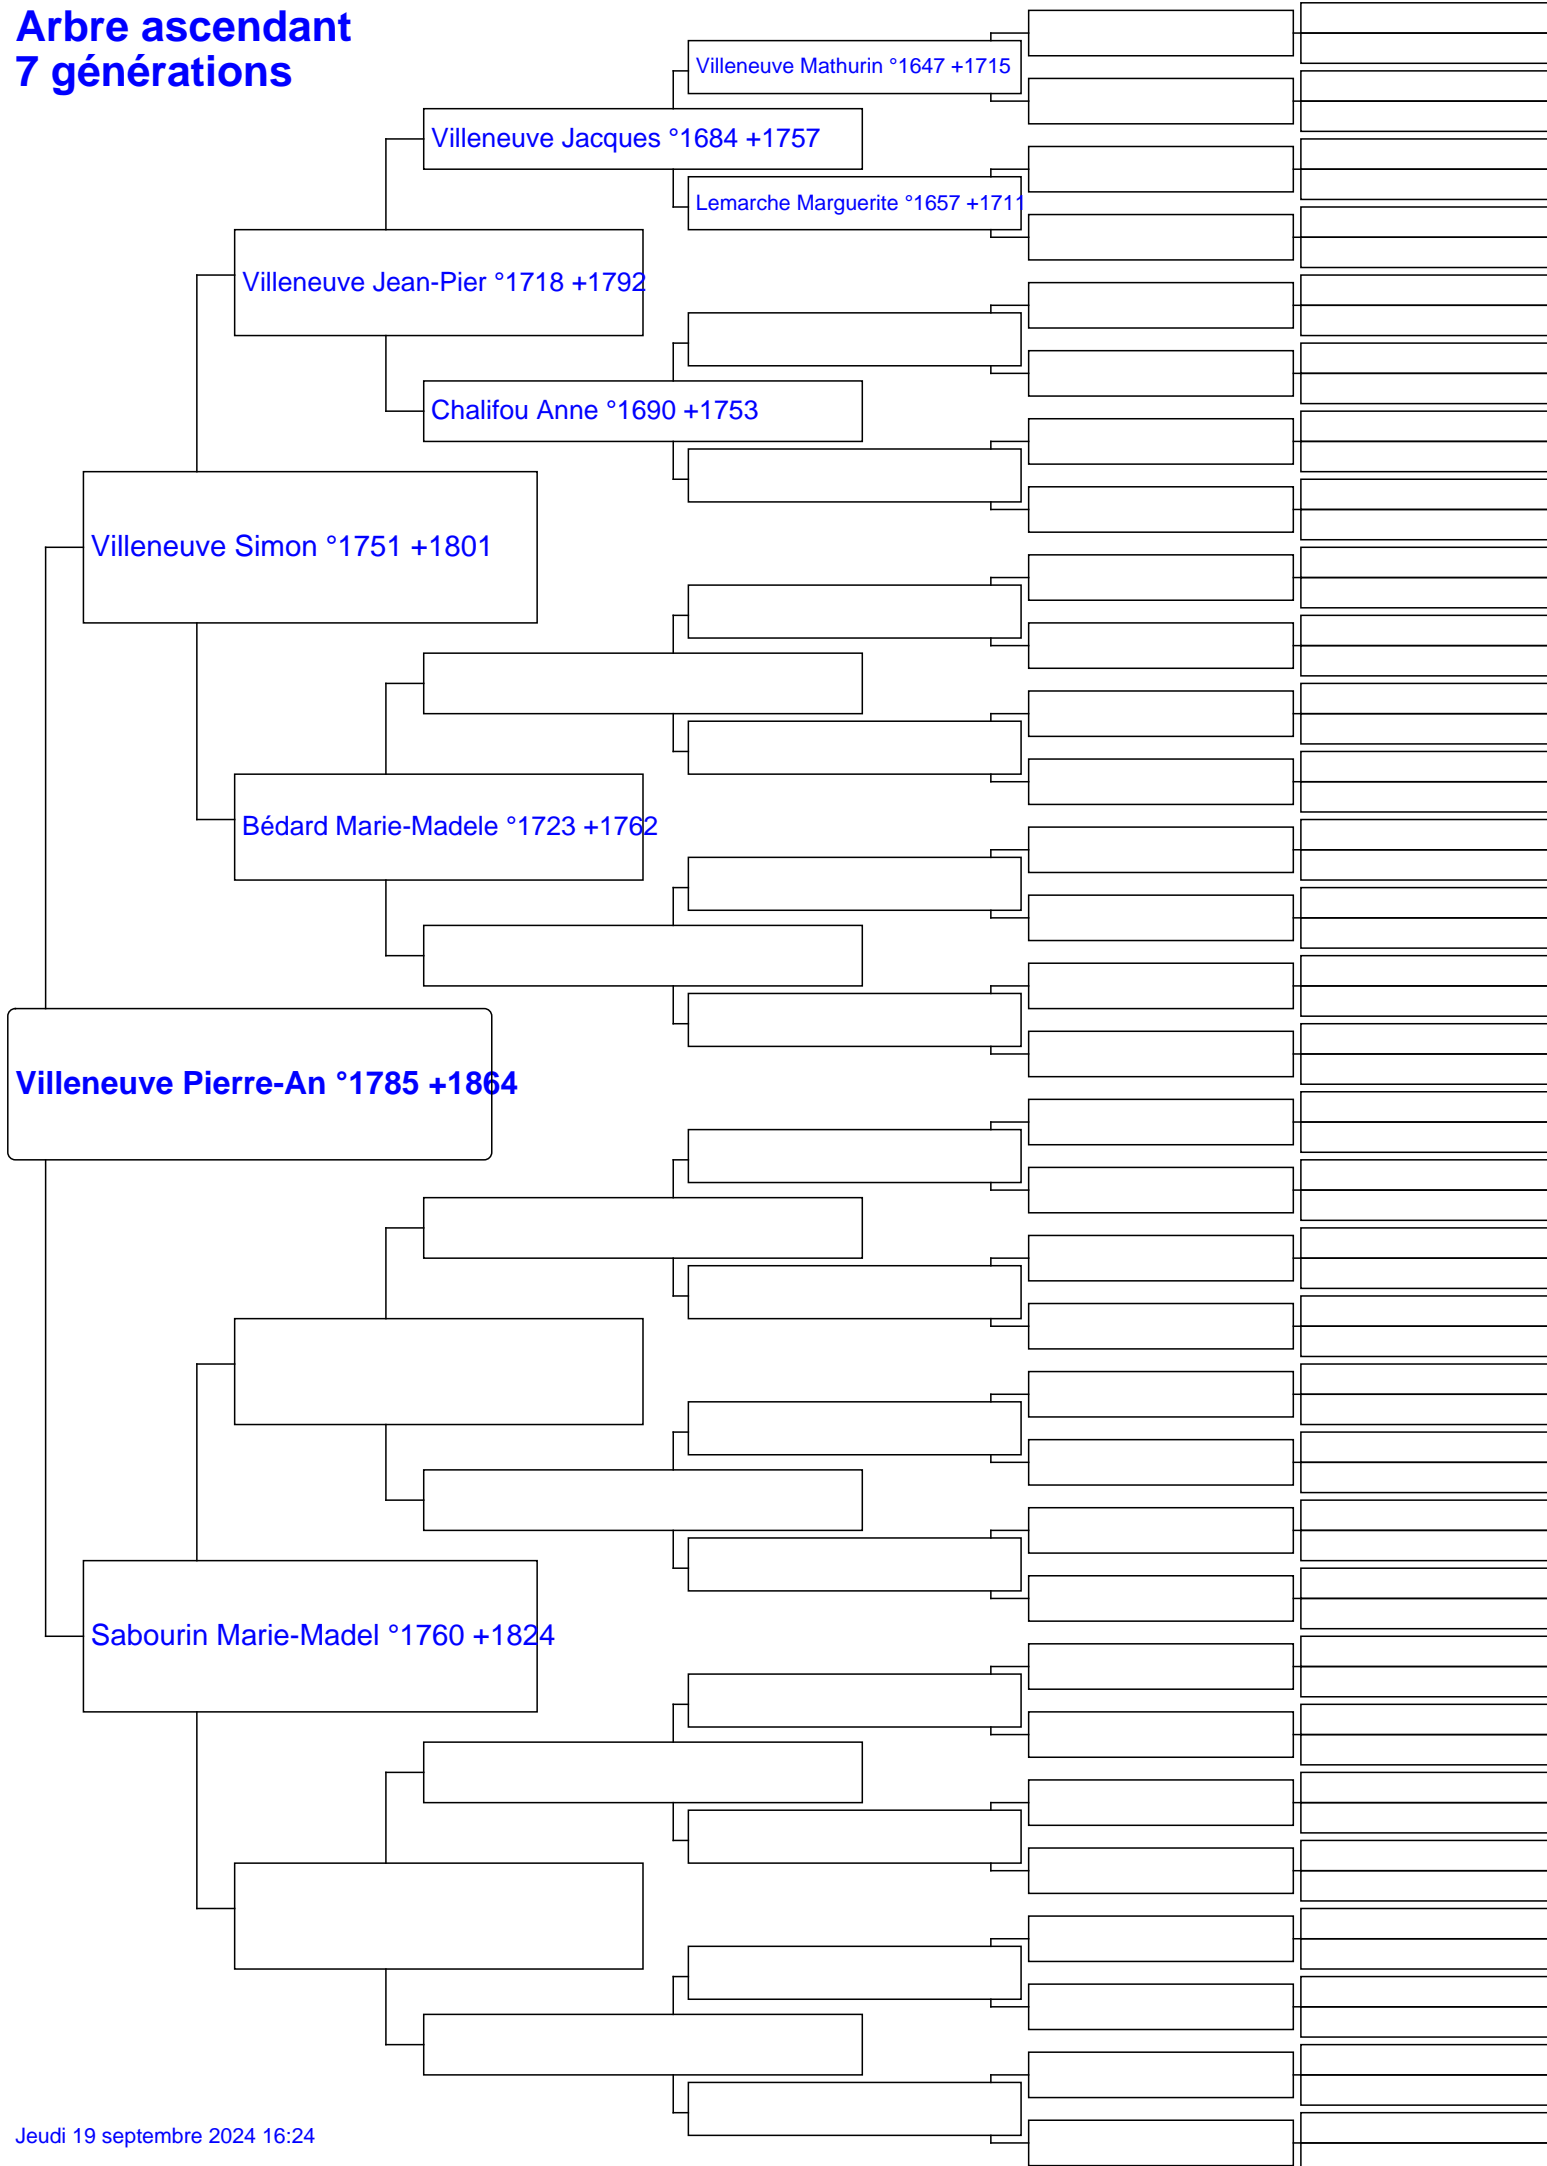 Arbre ascendant
7 générations
Villeneuve Mathurin °1647 +1715
Villeneuve Jacques °1684 +1757
Lemarche Marguerite °1657 +1711
Villeneuve Jean-Pier °1718 +1792
Chalifou Anne °1690 +1753
Villeneuve Simon °1751 +1801
Bédard Marie-Madele °1723 +1762
Villeneuve Pierre-An °1785 +1864
Sabourin Marie-Madel °1760 +1824
Jeudi 19 septembre 2024 16:24